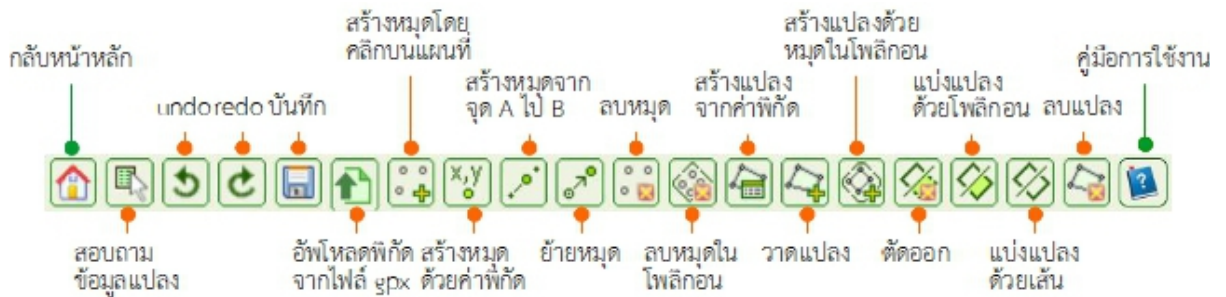 สร้างหมุดโดย
คลิกบนแผนที่
สร้างแปลงด้วย
หมุดในโพลิกอน
กลับหน้าหลัก
คู่มือการใช้งาน
สร้างหมุดจาก
จุด A ไป B
สร้างแปลง
จากค่าพิกัด
แบ่งแปลง
ด้วยโพลิกอน
undo redo บันทึก
ลบหมุด
ลบแปลง
x,y
?
สอบถาม
ข้อมูลแปลง
อัพโหลดพิกัด
จากไฟล์ gpx
สร้างหมุด
ด้วยค่าพิกัด
ย้ายหมุด
ลบหมุดใน
โพลิกอน
วาดแปลง
ตัดออก
แบ่งแปลง
ด้วยเส้น